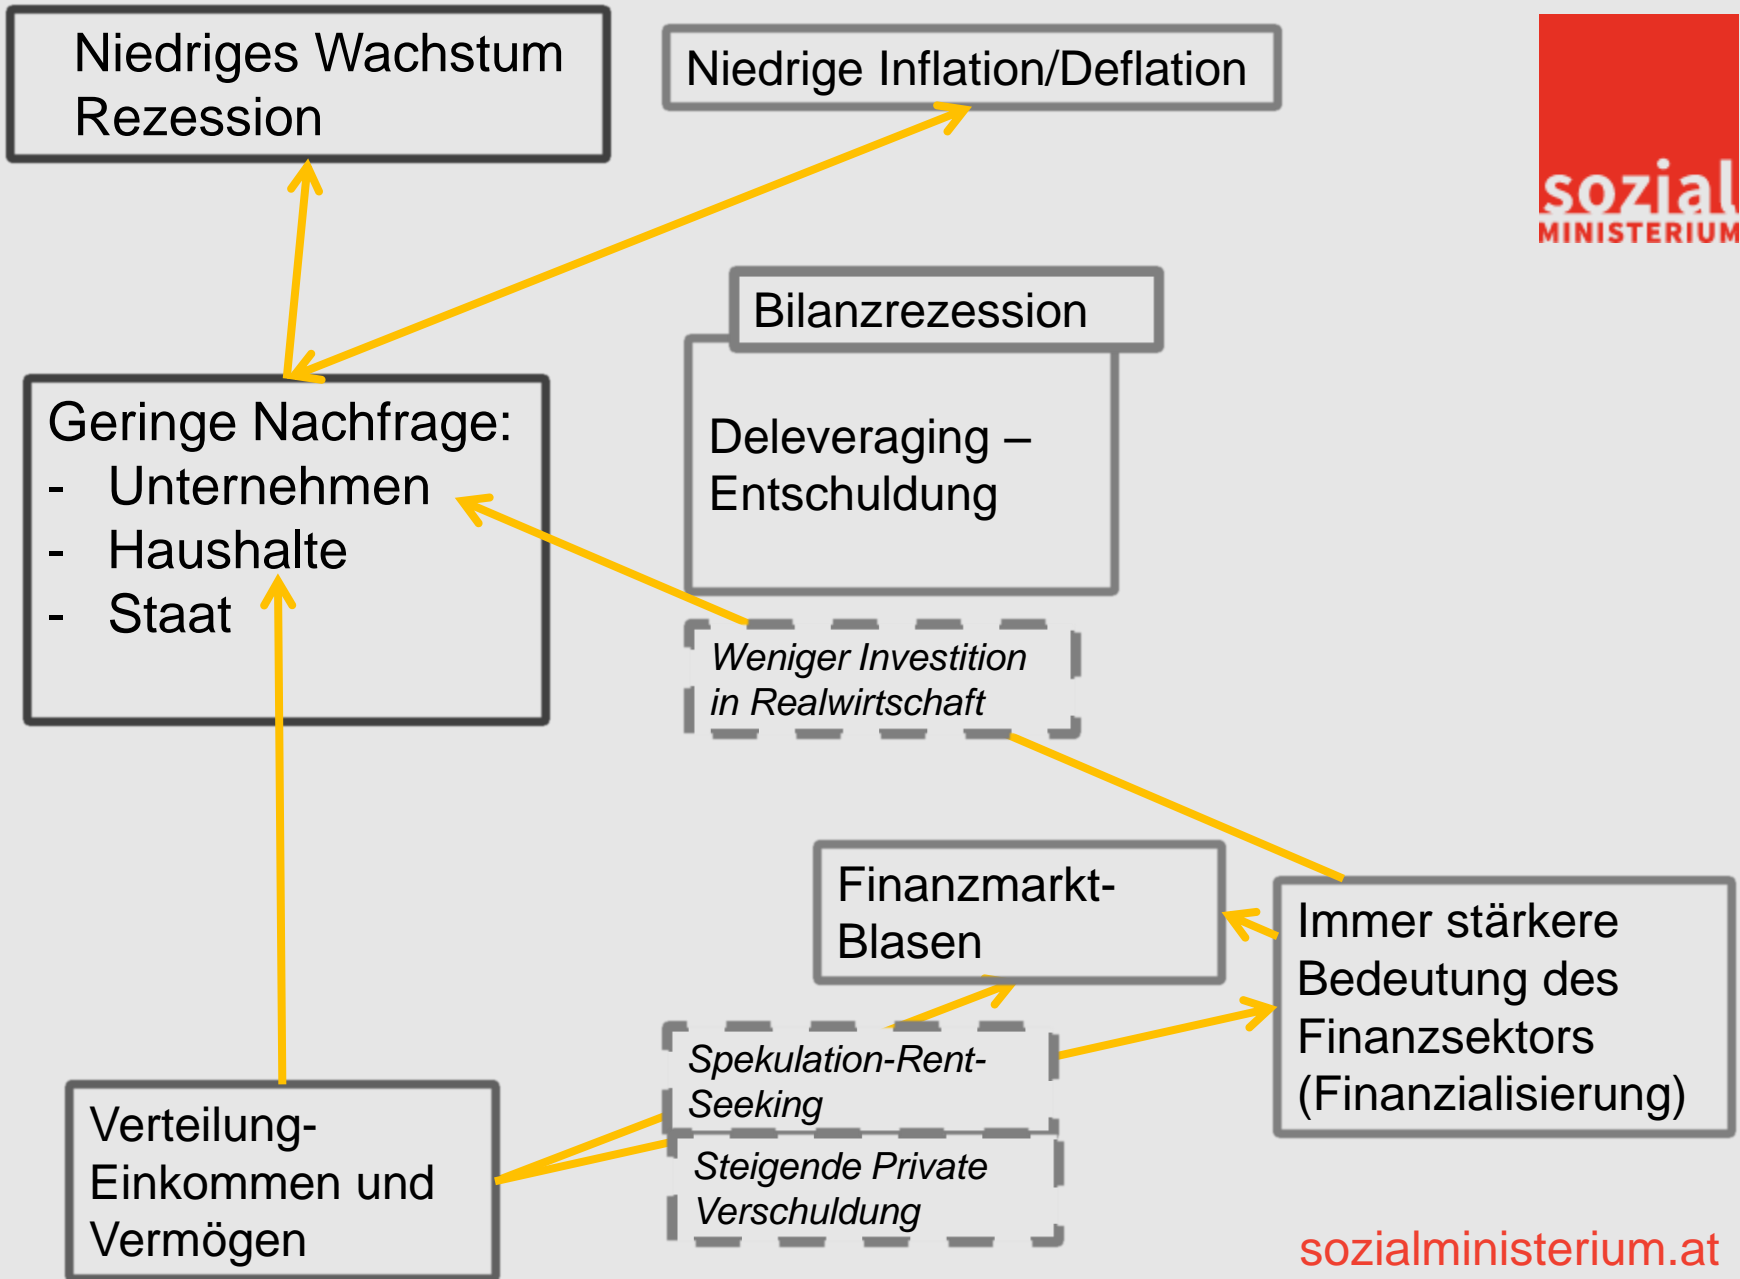 Niedriges Wachstum
Rezession
Niedrige Inflation/Deflation
sozial
MINISTERIUM
Bilanzrezession
Deleveraging –
Entschuldung
Geringe Nachfrage:
- Unternehmen
- Haushalte
- Staat
Weniger Investition
in Realwirtschaft
Finanzmarkt-
Blasen
Immer stärkere
Bedeutung des
Finanzsektors
(Finanzialisierung)
Spekulation-Rent-
Seeking
Steigende Private
Verschuldung
Verteilung-
Einkommen und
Vermögen
sozialministerium.at